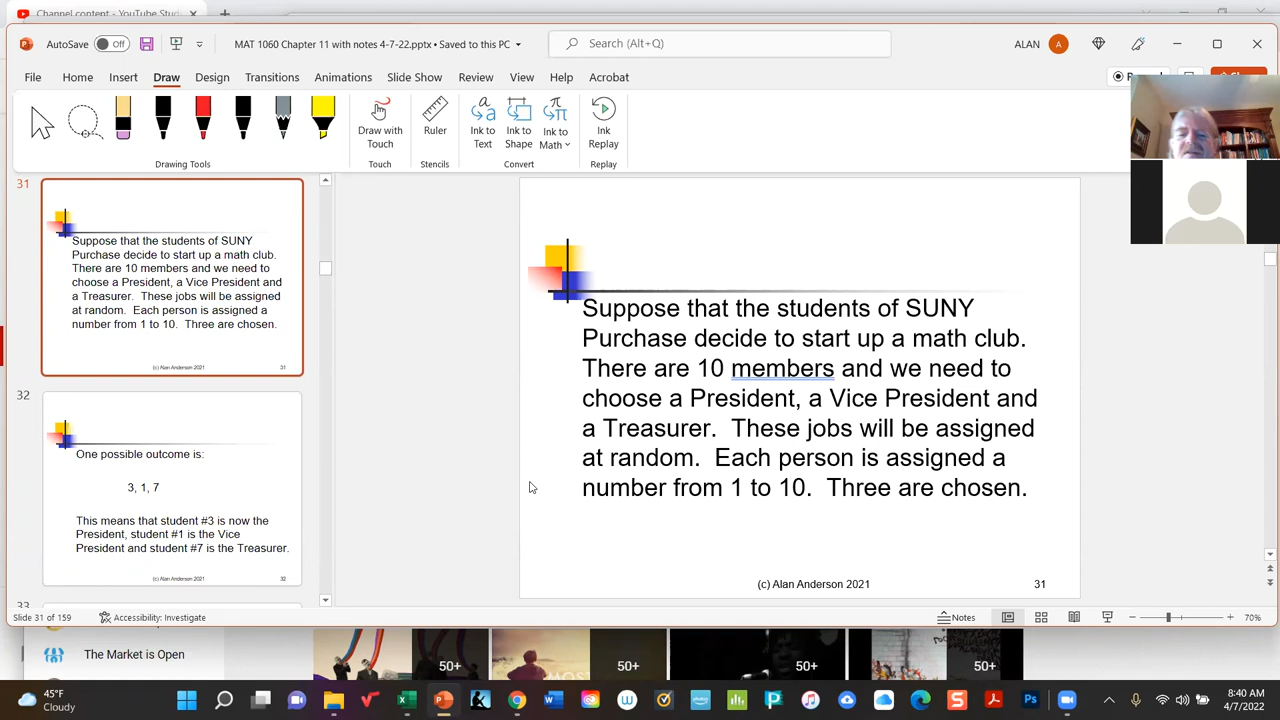 Channel content - YouTube Stud
AutoSave Off
MAT 1060 Chapter 11 with notes 4-7-22.pptx • Saved to this PC
Search (Alt+Q)
ALAN A
File Home Insert Draw Design Transitions Animations Slide Show Review View Help Acrobat
Draw with Touch
Ruler
Ink to Text
Ink to Shape
Ink to Math
Ink Replay
Drawing Tools
Touch
Stencils
Convert
Replay
31
Suppose that the students of SUNY
Purchase decide to start up a math club.
There are 10 members and we need to
choose a President, a Vice President and
a Treasurer. These jobs will be assigned
at random. Each person is assigned a
number from 1 to 10. Three are chosen.
(c) Alan Anderson 2021
31
32
One possible outcome is:
3, 1, 7
This means that student #3 is now the
President, student #1 is the Vice
President and student #7 is the Treasurer.
(c) Alan Anderson 2021
32
33
Suppose that the students of SUNY
Purchase decide to start up a math club.
There are 10 members and we need to
choose a President, a Vice President and
a Treasurer. These jobs will be assigned
at random. Each person is assigned a
number from 1 to 10. Three are chosen.
(c) Alan Anderson 2021
31
Slide 31 of 159
Accessibility: Investigate
Notes
70%
The Market is Open
50+
50+
50+
50+
45°F
Cloudy
8:40 AM
4/7/2022